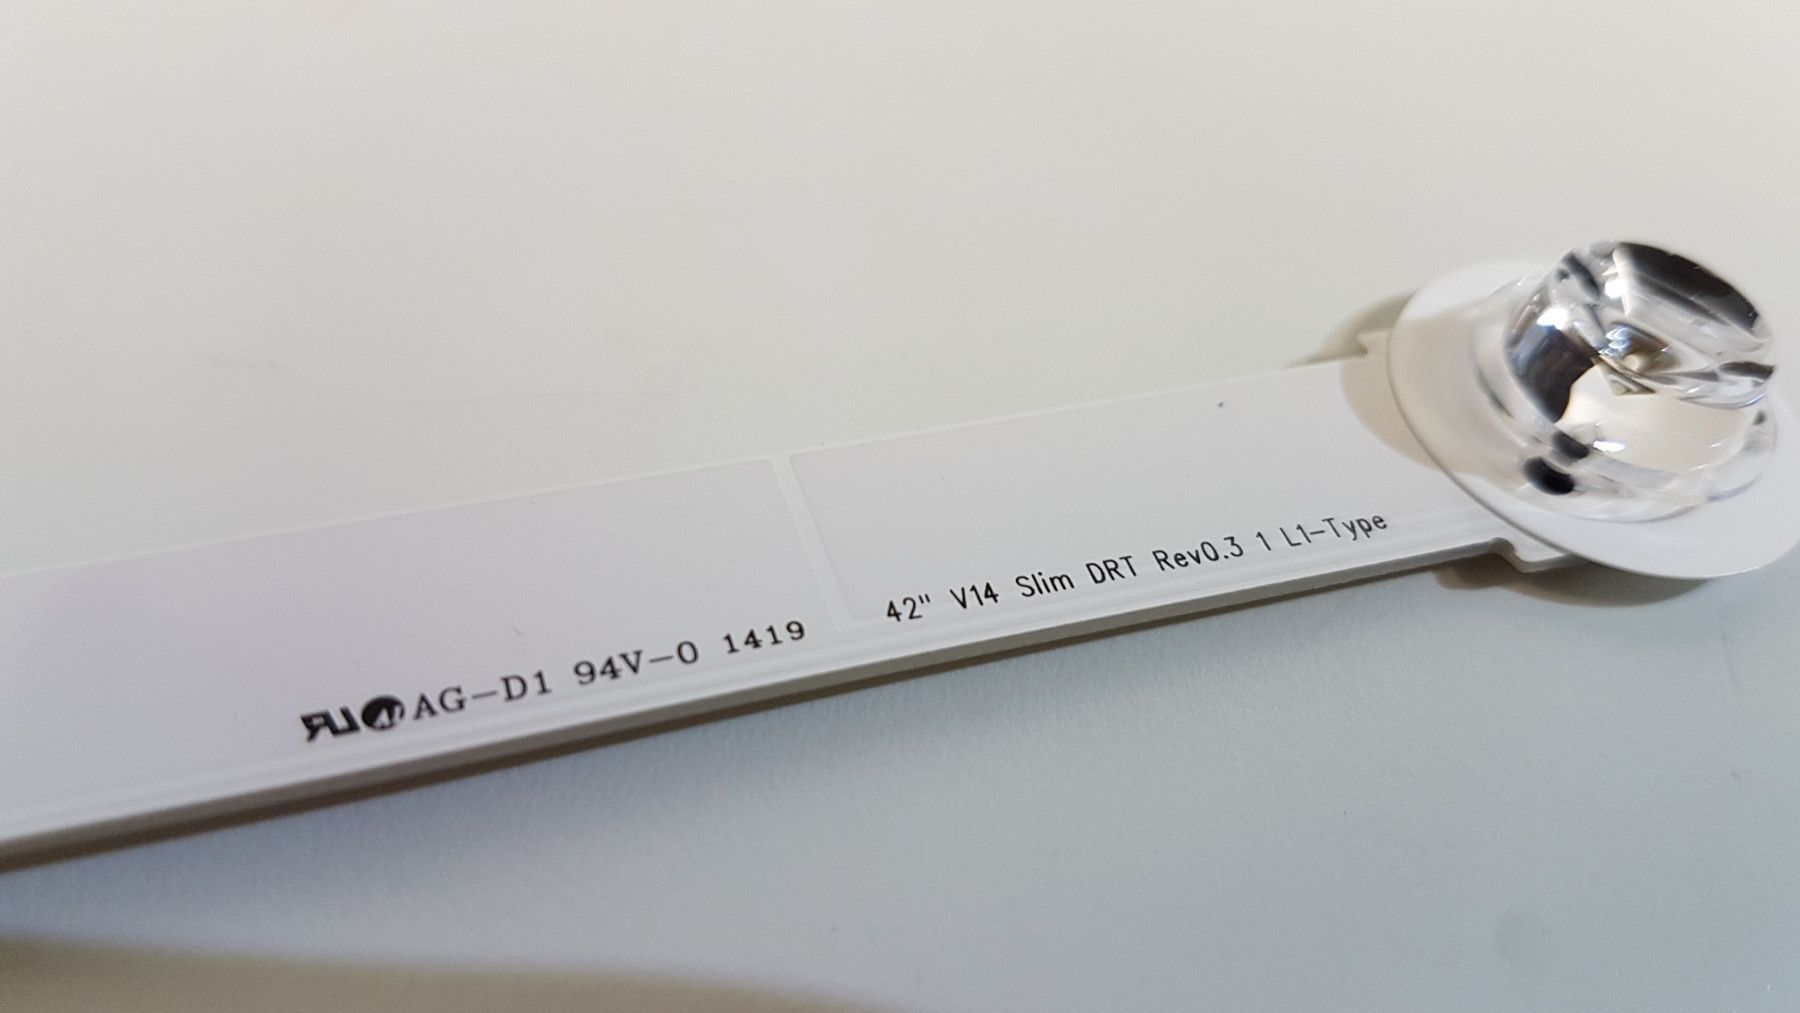 AG-D1 94V-0 1419
42" V14 Slim DRT Rev0.3 1 L1-Type